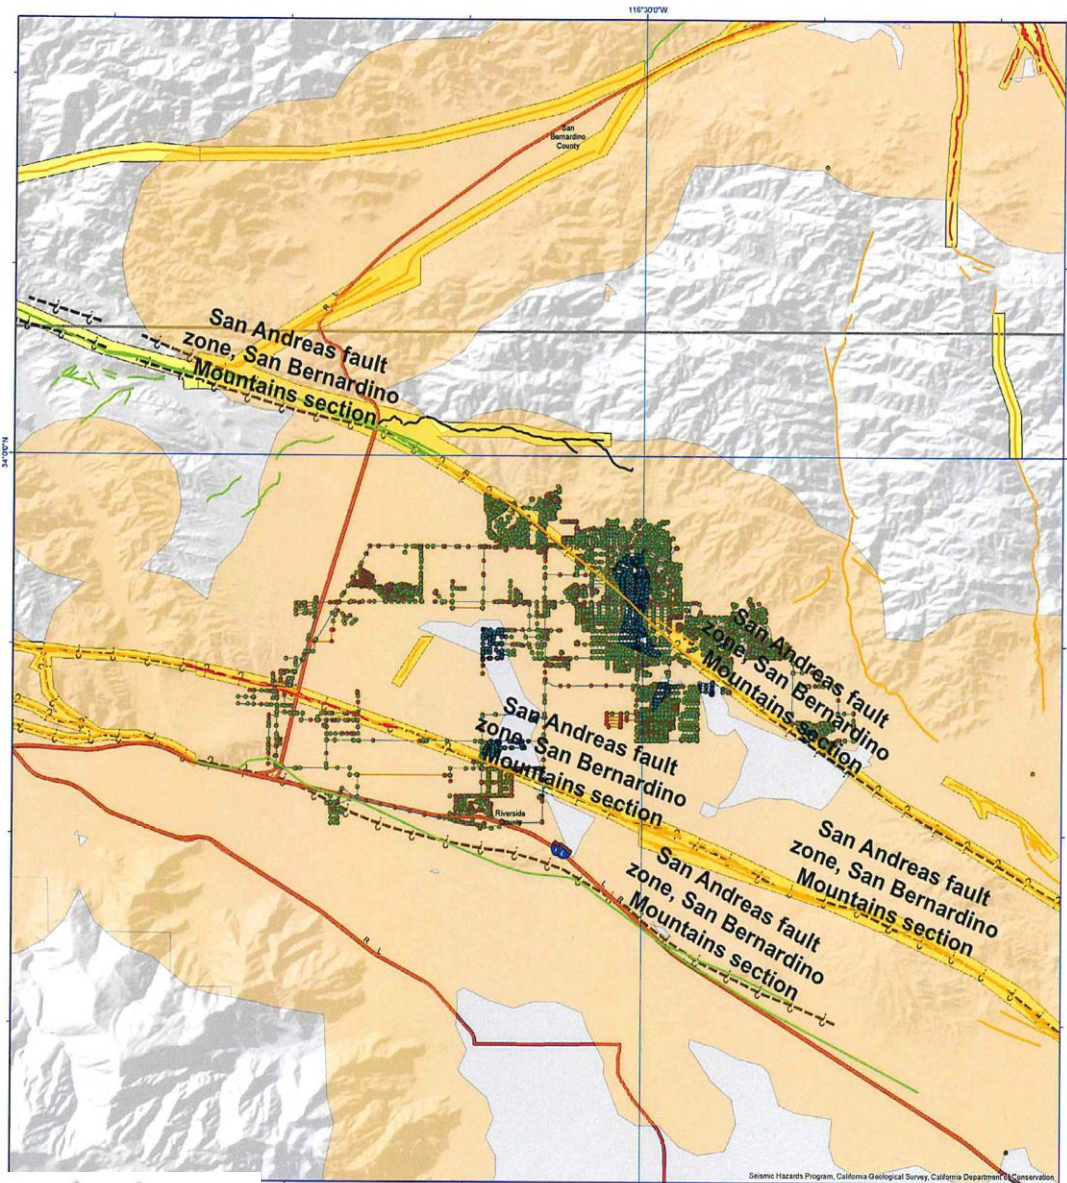 116°30'0"W
San
Bernardino
County
R
L
San Andreas fault
zone, San Bernardino
Mountains section
34°0'0"N
San Andreas fault
zone, San Bernardino
Mountains section
San Andreas fault
zone, San Bernardino
Mountains section
Riverside
County
San Andreas fault
zone, San Bernardino
Mountains section
San Andreas fault
zone, San Bernardino
Mountains section
L
R
R
L
Seismic Hazards Program, California Geological Survey, California Department of Conservation